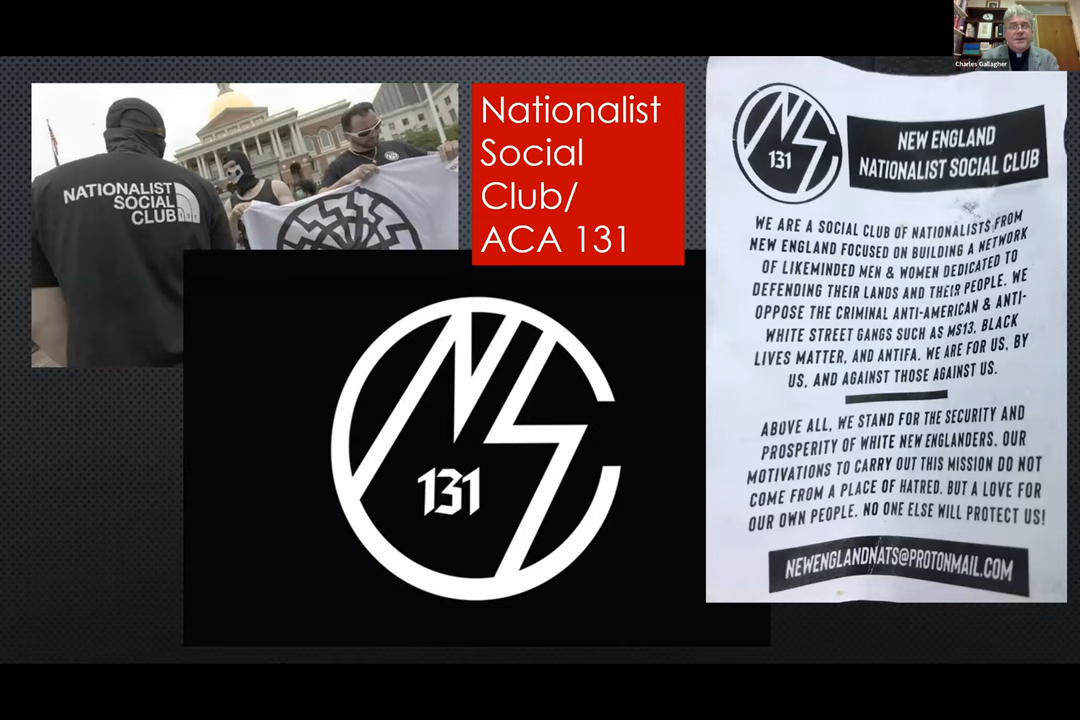 Charles Gallagher
NATIONALIST
SOCIAL
CLUB
Nationalist
Social
Club/
ACA 131
NS
131
NS
131
NEW ENGLAND
NATIONALIST SOCIAL CLUB
WE ARE A SOCIAL CLUB OF NATIONALISTS FROM
NEW ENGLAND FOCUSED ON BUILDING A NETWORK
OF LIKEMINDED MEN & WOMEN DEDICATED TO
DEFENDING THEIR LANDS AND THEIR PEOPLE. WE
OPPOSE THE CRIMINAL ANTI-AMERICAN & ANTI-
WHITE STREET GANGS SUCH AS MS13, BLACK
LIVES MATTER, AND ANTIFA. WE ARE FOR US, BY
US, AND AGAINST THOSE AGAINST US.
ABOVE ALL, WE STAND FOR THE SECURITY AND
PROSPERITY OF WHITE NEW ENGLANDERS. OUR
MOTIVATIONS TO CARRY OUT THIS MISSION DO NOT
COME FROM A PLACE OF HATRED. BUT A LOVE FOR
OUR OWN PEOPLE. NO ONE ELSE WILL PROTECT US!
NEWENGLANDNATS@PROTONMAIL.COM